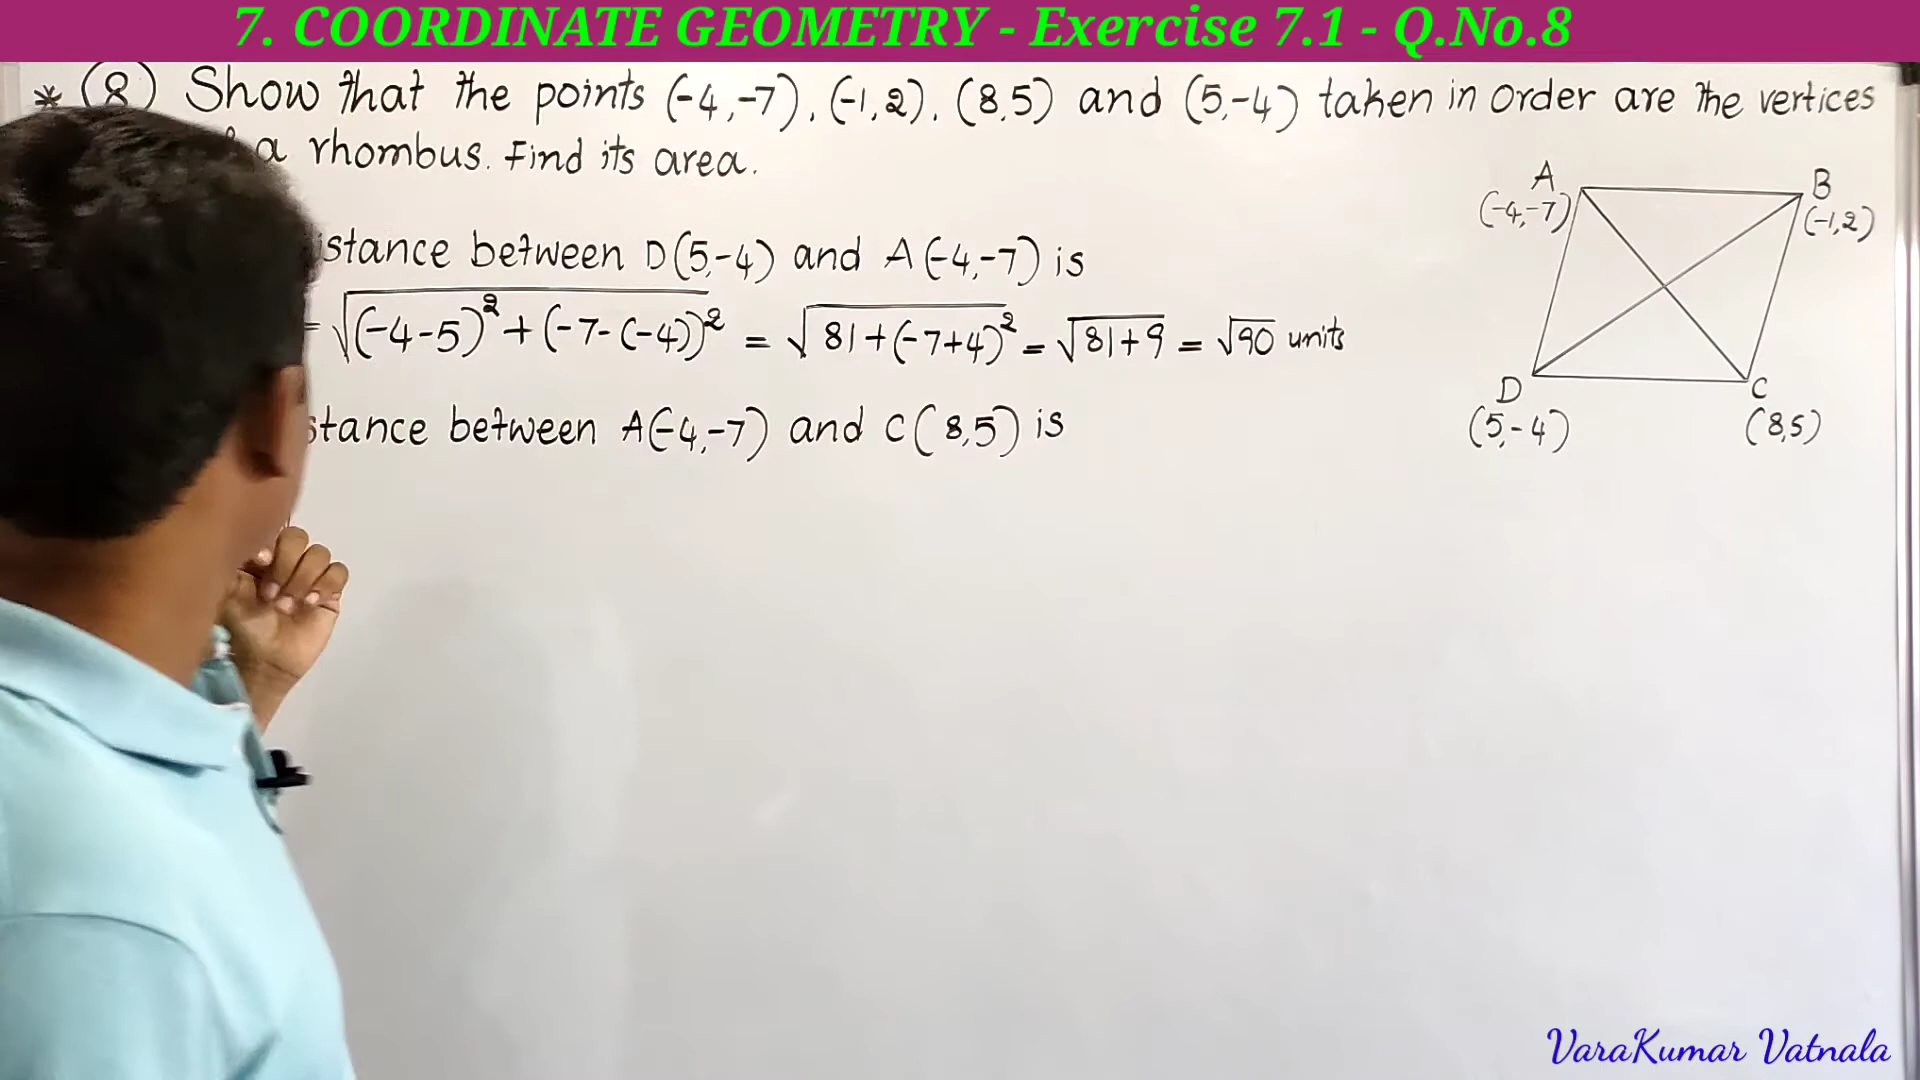 7. COORDINATE GEOMETRY - Exercise 7.1 - Q.No.8
* (8) Show that the points (-4,-7), (-1,2), (8,5) and (5,-4) taken in order are the vertices
a rhombus. Find its area.
A
B
(-4,-7)
(-1,2)
istance between D(5,-4) and A(-4,-7) is
= √(-4-5)² + (-7-(-4))² = √81+(-7+4)² = √81+9 = √90 units
D
C
stance between A(-4,-7) and C(8,5) is
(5,-4)
(8,5)
VaraKumar Vatnala